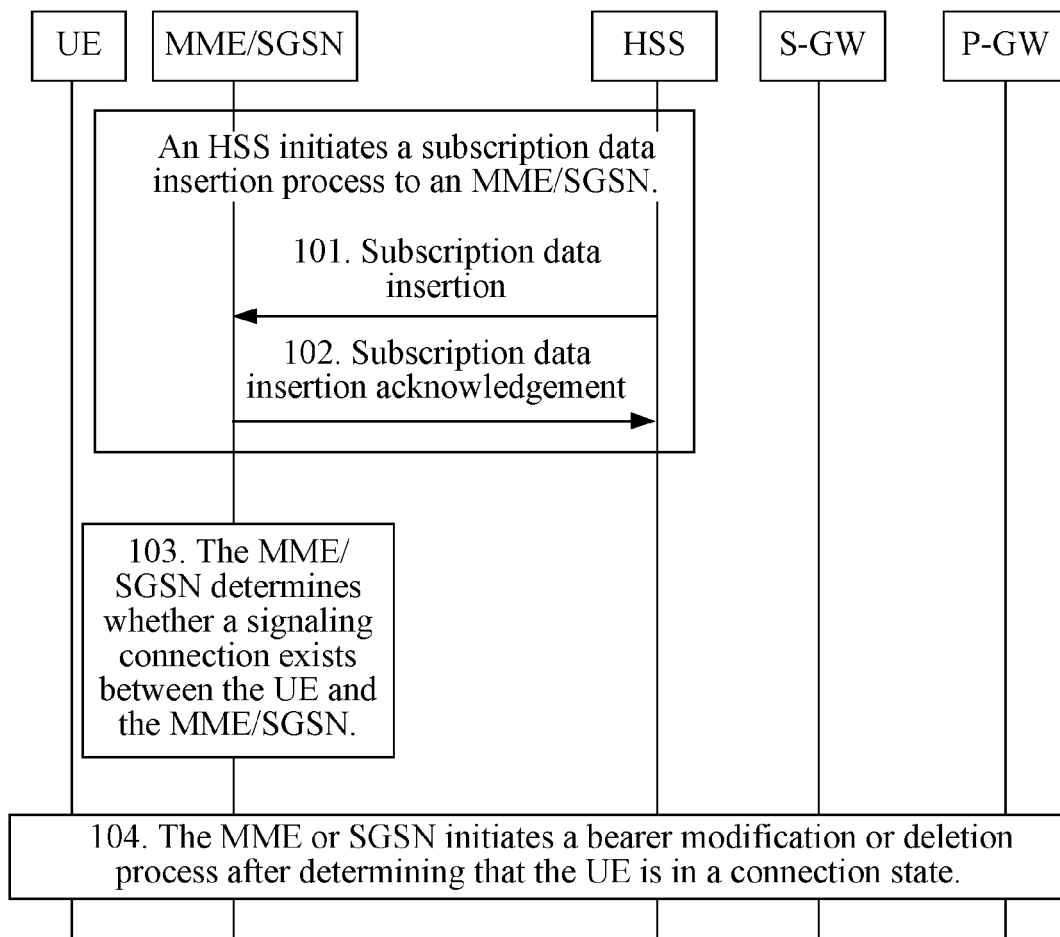 UE
MME/SGSN
HSS
S-GW
P-GW
An HSS initiates a subscription data
insertion process to an MME/SGSN.
101. Subscription data
insertion
102. Subscription data
insertion acknowledgement
103. The MME/
SGSN determines
whether a signaling
connection exists
between the UE and
the MME/SGSN.
104. The MME or SGSN initiates a bearer modification or deletion
process after determining that the UE is in a connection state.